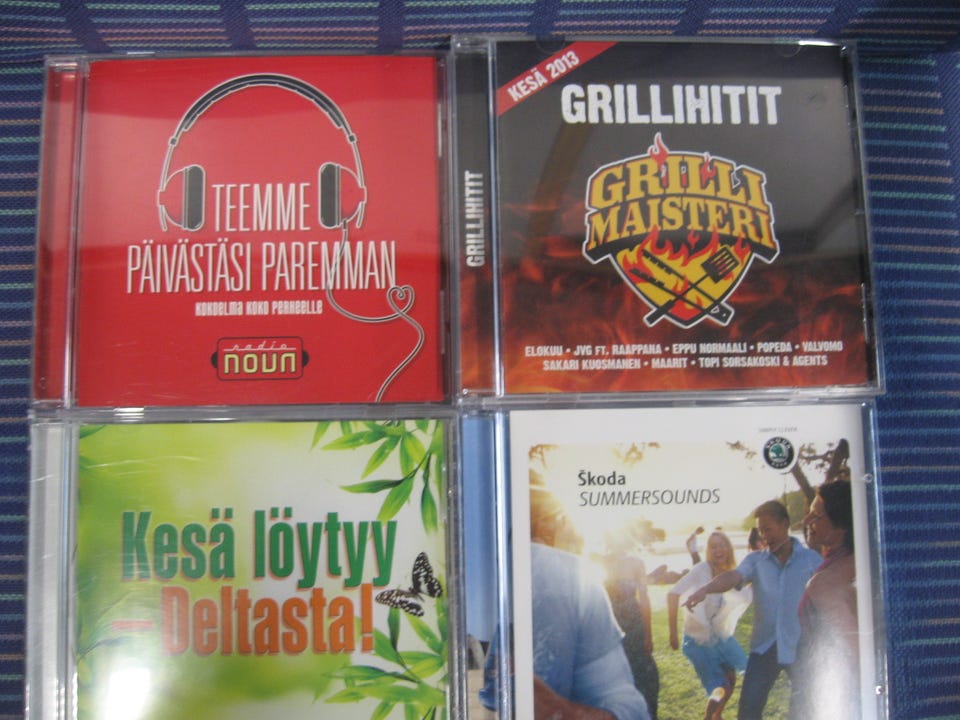 TEEMME
PÄIVÄSTÄSI PAREMMAN
KOKOELMA KOKO PERHEELLE
radio
NOVA
GRILLIHITIT
KESÄ 2013
GRILLIHITIT
GRILLI
MAISTERI
ELOKUU • JVG FT. RAAPPANA • EPPU NORMAALI • POPEDA • VALVOMO
SAKARI KUOSMANEN • MAARIT • TOPI SORSAKOSKI & AGENTS
Kesä löytyy
– Deltasta!
SIMPLY CLEVER
SKODA
Škoda
SUMMERSOUNDS